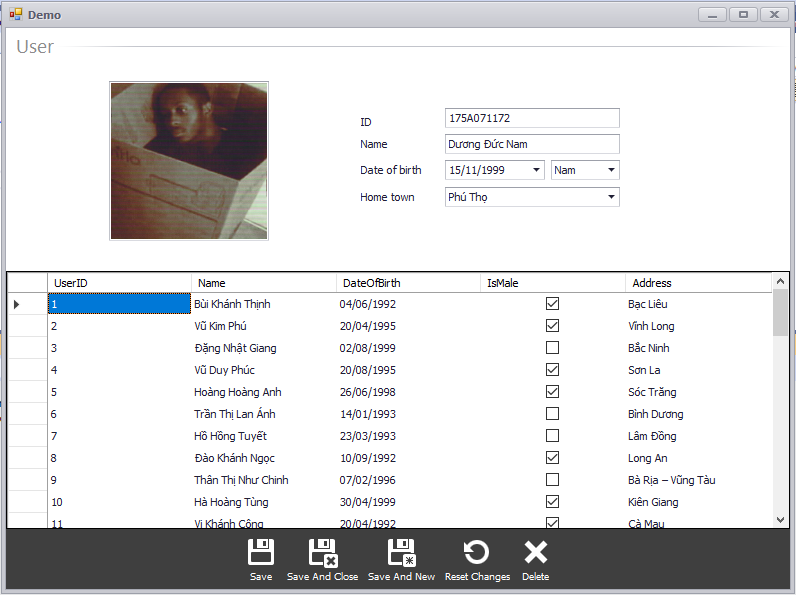 Demo
User
ID 175A071172
Name Dương Đức Nam
Date of birth 15/11/1999 Nam
Home town Phú Thọ
UserID Name DateOfBirth IsMale Address
1 Bùi Khánh Thịnh 04/06/1992 Bạc Liêu
2 Vũ Kim Phú 20/04/1995 Vĩnh Long
3 Đặng Nhật Giang 02/08/1999 Bắc Ninh
4 Vũ Duy Phúc 20/08/1995 Sơn La
5 Hoàng Hoàng Anh 26/06/1998 Sóc Trăng
6 Trần Thị Lan Ánh 14/01/1993 Bình Dương
7 Hồ Hồng Tuyết 23/03/1993 Lâm Đồng
8 Đào Khánh Ngọc 10/09/1992 Long An
9 Thân Thị Như Chinh 07/02/1996 Bà Rịa – Vũng Tàu
10 Hà Hoàng Tùng 30/04/1999 Kiên Giang
11 Vi Khánh Công 20/04/1992 Cà Mau
Save Save And Close Save And New Reset Changes Delete